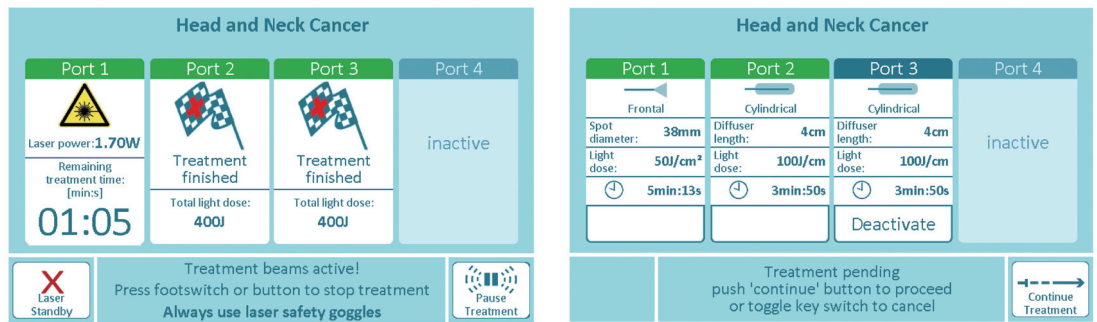 Head and Neck Cancer
Port 1
Laser power:1.70W
Remaining
treatment time:
[min:s]
01:05
Port 2
Treatment
finished
Total light dose:
400J
Port 3
Treatment
finished
Total light dose:
400J
Port 4
inactive
Laser
Standby
Treatment beams active!
Press footswitch or button to stop treatment
Always use laser safety goggles
Pause
Treatment
Head and Neck Cancer
Port 1
Frontal
Spot
diameter: 38mm
Light
dose: 50J/cm²
5min:13s
Port 2
Cylindrical
Diffuser
length: 4cm
Light
dose: 100J/cm
3min:50s
Port 3
Cylindrical
Diffuser
length: 4cm
Light
dose: 100J/cm
3min:50s
Deactivate
Port 4
inactive
Treatment pending
push 'continue' button to proceed
or toggle key switch to cancel
Continue
Treatment